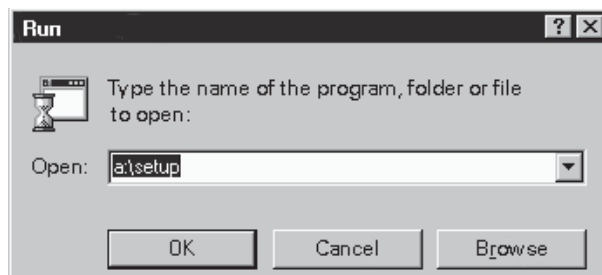 Run
Type the name of the program, folder or file
to open:
Open: a:\setup
OK Cancel Browse